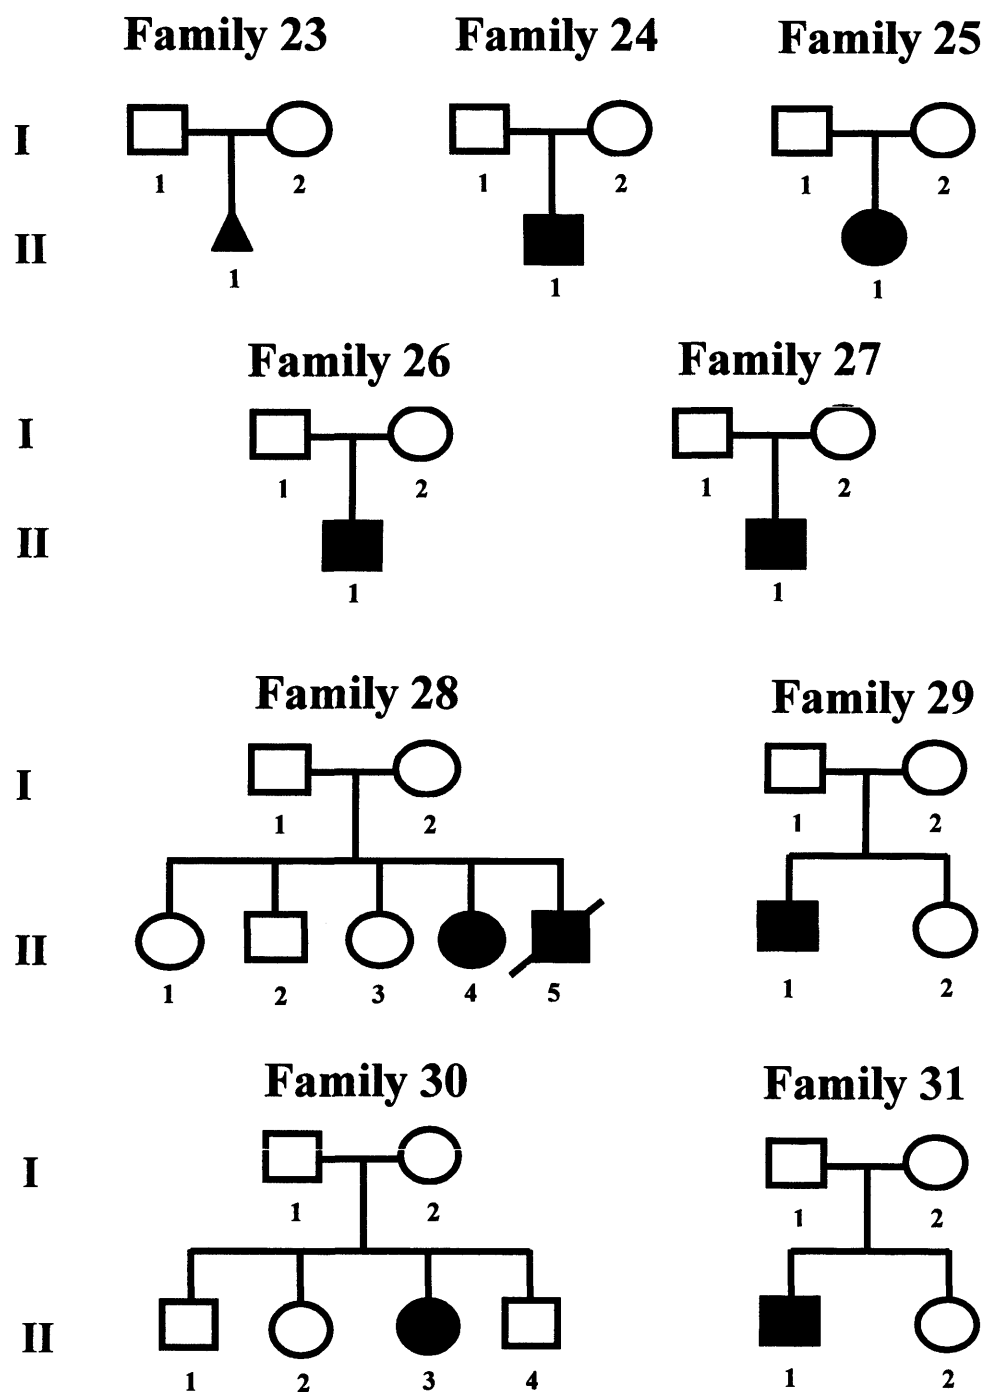 Family 23 Family 24 Family 25
I
1 2 1 2 1 2
II
1 1 1
Family 26 Family 27
I
1 2 1 2
II
1 1
Family 28 Family 29
I
1 2 1 2
II
1 2 3 4 5 1 2
Family 30 Family 31
I
1 2 1 2
II
1 2 3 4 1 2